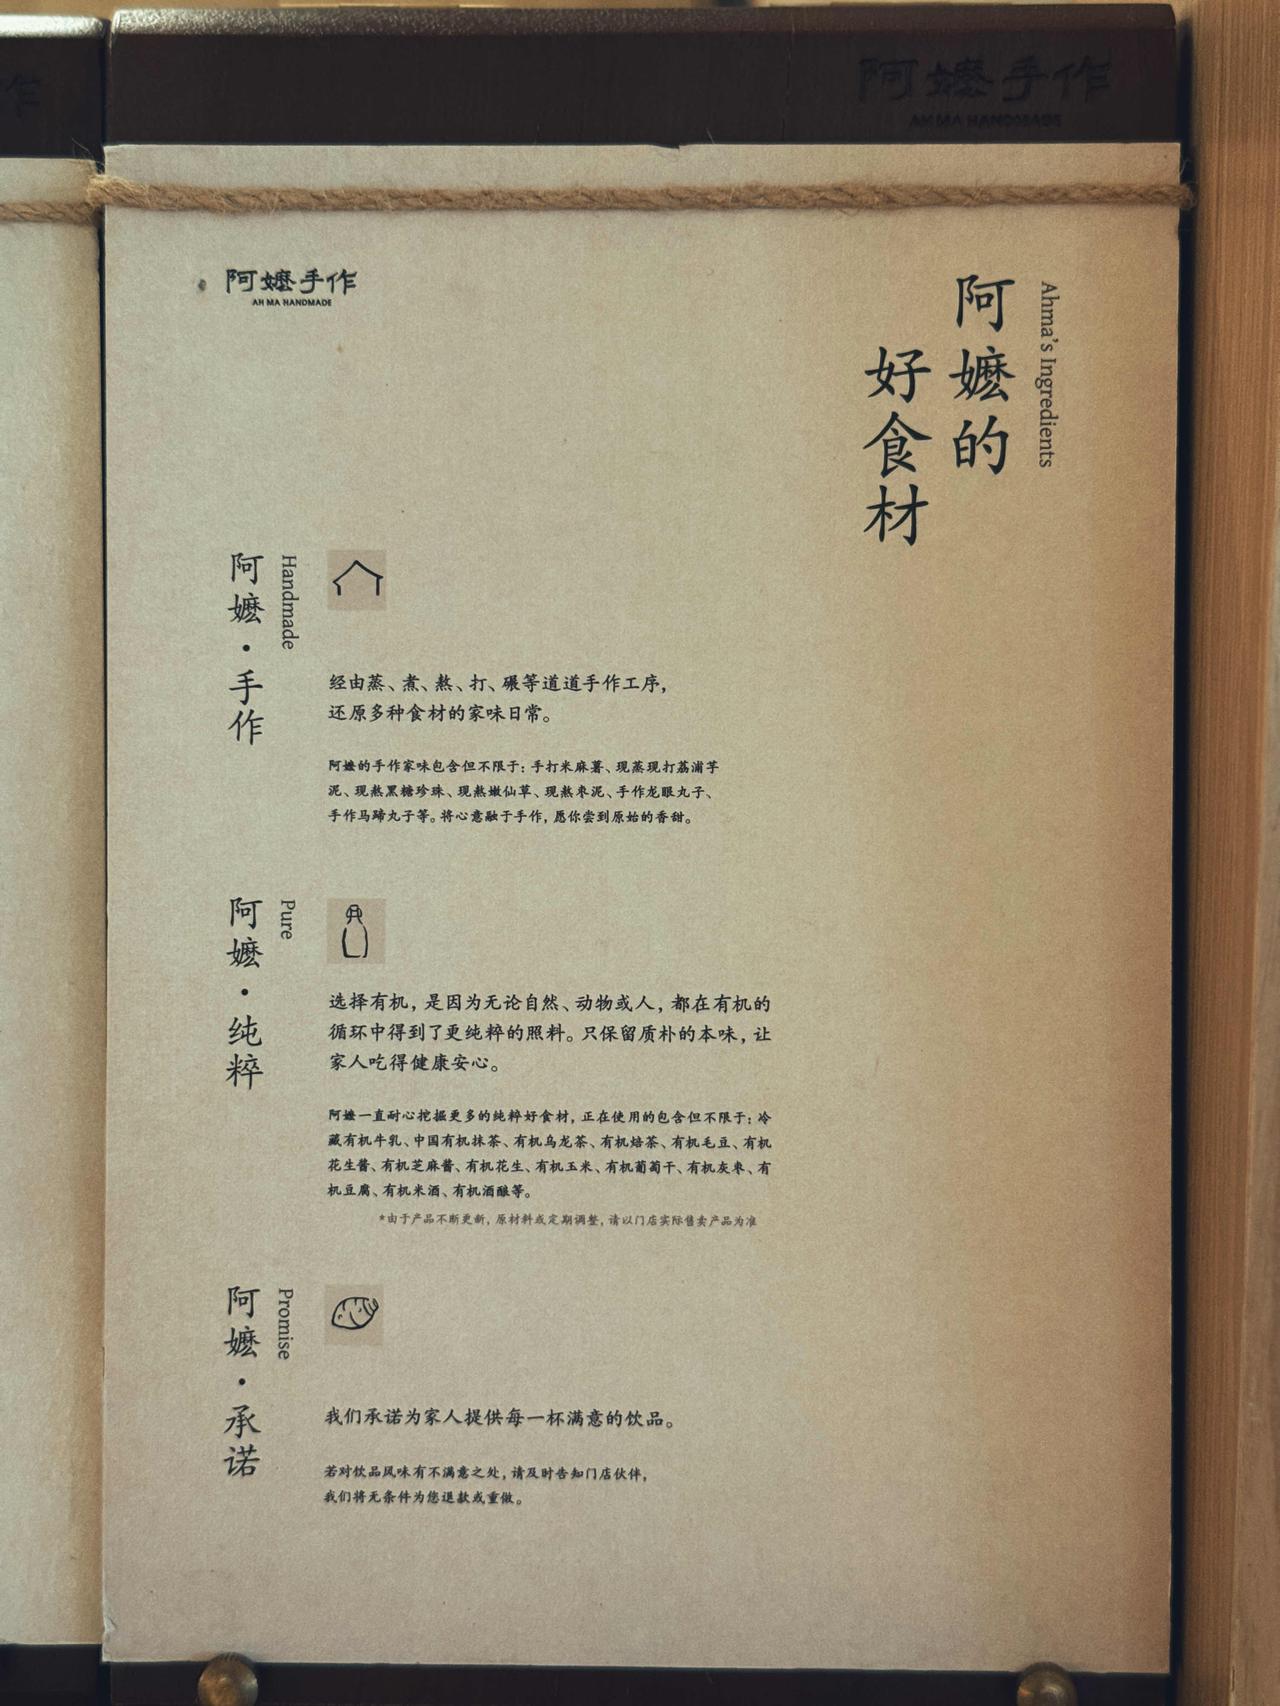 作
阿嬷手作
AH MA HANDMADE
阿嬷手作
AH MA HANDMADE
Ahma's Ingredients
阿嬷的
好食材
阿嬷·手作
Handmade
经由蒸、煮、熬、打、碾等道道手作工序，
还原多种食材的家味日常。
阿嬷的手作家味包含但不限于：手打米麻薯、现蒸现打荔浦芋
泥、现熬黑糖珍珠、现熬嫩仙草、现熬枣泥、手作龙眼丸子、
手作马蹄丸子等。将心意融于手作，愿你尝到原始的香甜。
阿嬷·纯粹
Pure
选择有机，是因为无论自然、动物或人，都在有机的
循环中得到了更纯粹的照料。只保留质朴的本味，让
家人吃得健康安心。
阿嬷一直耐心挖掘更多的纯粹好食材，正在使用的包含但不限于：冷
藏有机牛乳、中国有机抹茶、有机乌龙茶、有机焙茶、有机毛豆、有机
花生酱、有机芝麻酱、有机花生、有机玉米、有机葡萄干、有机灰枣、有
机豆腐、有机米酒、有机酒酿等。
*由于产品不断更新，原材料或定期调整，请以门店实际售卖产品为准
阿嬷·承诺
Promise
我们承诺为家人提供每一杯满意的饮品。
若对饮品风味有不满意之处，请及时告知门店伙伴，
我们将无条件为您退款或重做。